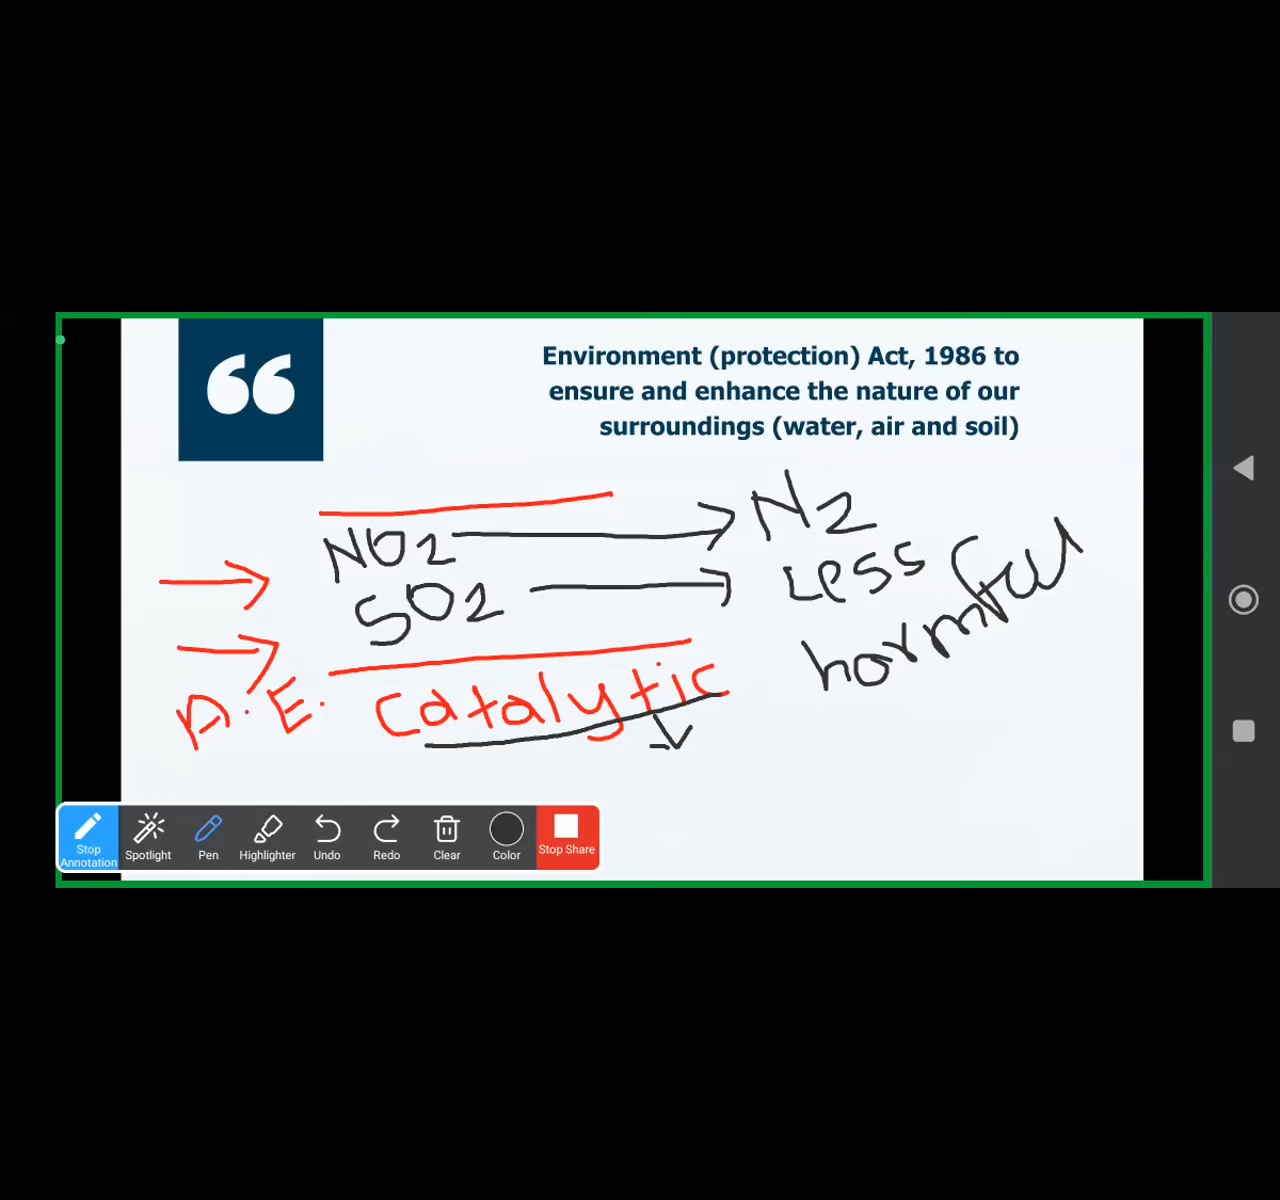 Environment (protection) Act, 1986 to
ensure and enhance the nature of our
surroundings (water, air and soil)
NO2 N2
SO2 Less
harmful
D.E. Catalytic
Stop Annotation
Spotlight
Pen
Highlighter
Undo
Redo
Clear
Color
Stop Share